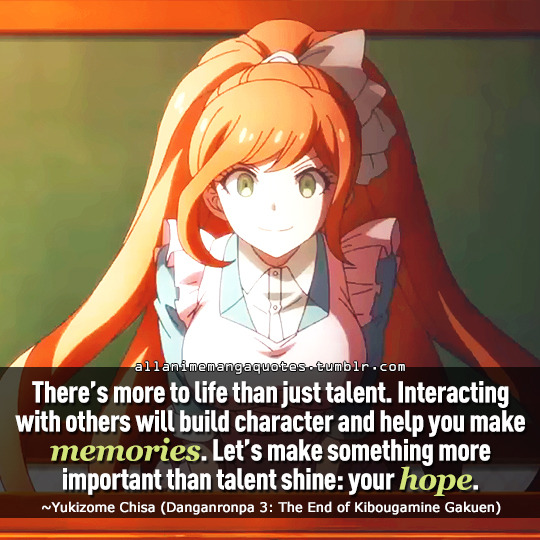 allanimemangaquotes.tumblr.com
There's more to life than just talent. Interacting
with others will build character and help you make
memories. Let's make something more
important than talent shine: your hope.
~Yukizome Chisa (Danganronpa 3: The End of Kibougamine Gakuen)